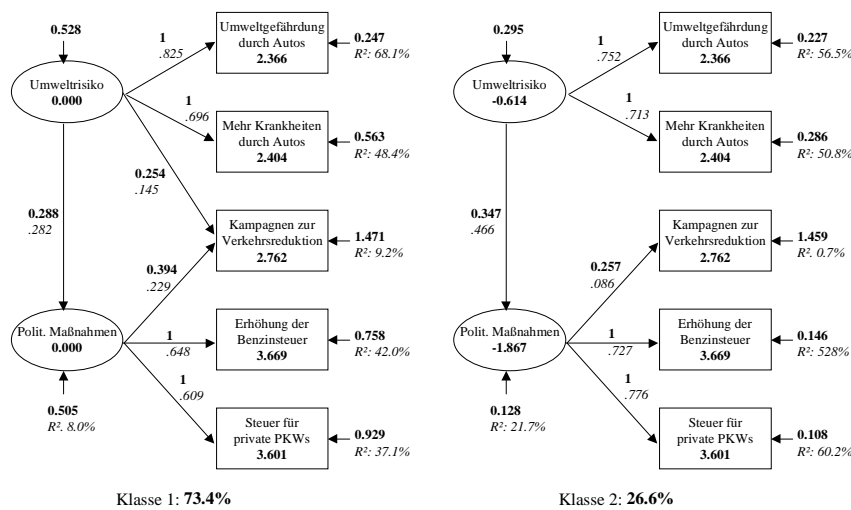 0.528
Umweltrisiko
0.000
1
.825
Umweltgefährdung
durch Autos
2.366
0.247
R²: 68.1%
1
.696
Mehr Krankheiten
durch Autos
2.404
0.563
R²: 48.4%
0.254
.145
0.288
.282
Kampagnen zur
Verkehrsreduktion
2.762
1.471
R²: 9.2%
0.394
.229
Polit. Maßnahmen
0.000
1
.648
Erhöhung der
Benzinsteuer
3.669
0.758
R²: 42.0%
1
.609
0.505
R². 8.0%
Steuer für
private PKWs
3.601
0.929
R²: 37.1%
Klasse 1: 73.4%
0.295
Umweltrisiko
-0.614
1
.752
Umweltgefährdung
durch Autos
2.366
0.227
R²: 56.5%
1
.713
Mehr Krankheiten
durch Autos
2.404
0.286
R²: 50.8%
0.347
.466
Kampagnen zur
Verkehrsreduktion
2.762
1.459
R². 0.7%
0.257
.086
Polit. Maßnahmen
-1.867
1
.727
Erhöhung der
Benzinsteuer
3.669
0.146
R²: 528%
1
.776
0.128
R²: 21.7%
Steuer für
private PKWs
3.601
0.108
R²: 60.2%
Klasse 2: 26.6%